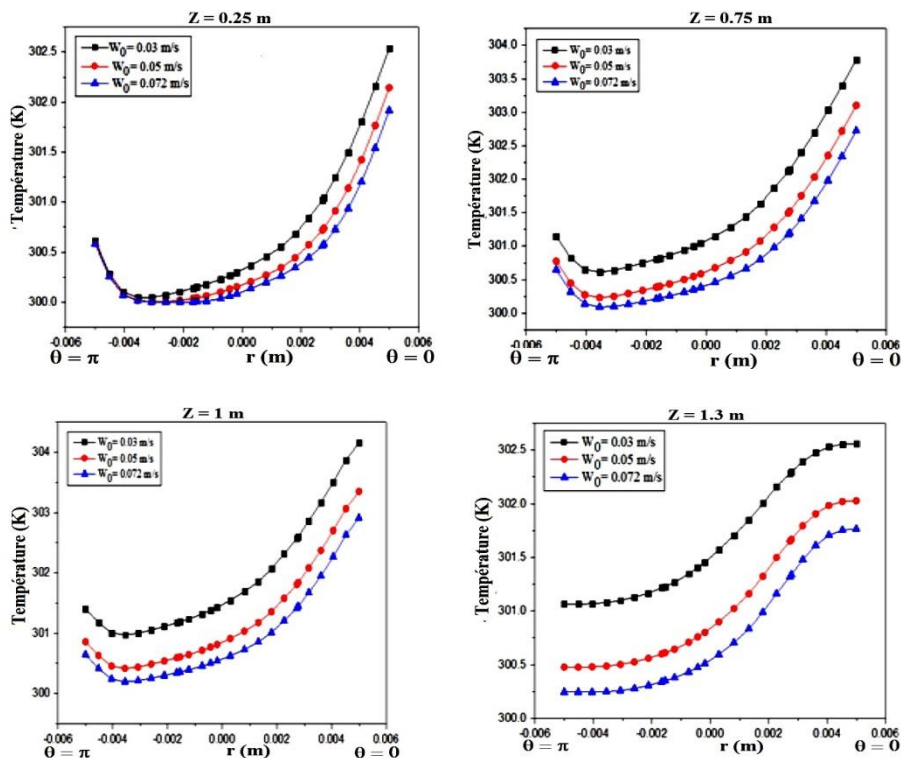 Z = 0.25 m
W0= 0.03 m/s
W0= 0.05 m/s
W0= 0.072 m/s
302.5
302.0
301.5
301.0
300.5
300.0
Température (K)
-0.006 -0.004 -0.002 0.000 0.002 0.004 0.006
θ = π r (m) θ = 0
Z = 0.75 m
W0= 0.03 m/s
W0= 0.05 m/s
W0= 0.072 m/s
304.0
303.5
303.0
302.5
302.0
301.5
301.0
300.5
300.0
Température (K)
-0.006 -0.004 -0.002 0.000 0.002 0.004 0.006
θ = π r (m) θ = 0
Z = 1 m
W0= 0.03 m/s
W0= 0.05 m/s
W0= 0.072 m/s
304
303
302
301
300
Température (K)
-0.006 -0.004 -0.002 0.000 0.002 0.004 0.006
θ = π r (m) θ = 0
Z = 1.3 m
W0= 0.03 m/s
W0= 0.05 m/s
W0= 0.072 m/s
302.5
302.0
301.5
301.0
300.5
300.0
Température (K)
-0.006 -0.004 -0.002 0.000 0.002 0.004 0.006
θ = π r (m) θ = 0